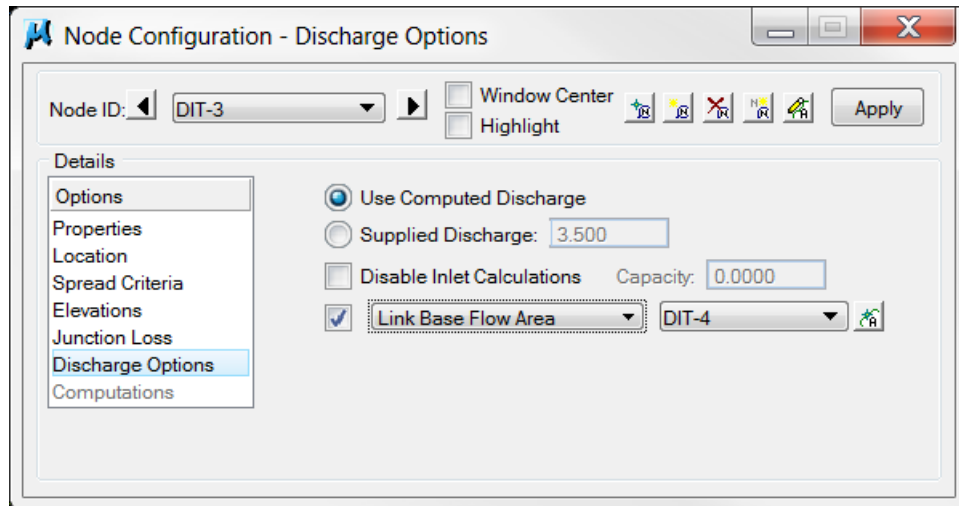 Node Configuration - Discharge Options
Node ID: DIT-3
Window Center
Highlight
Apply
Details
Options
Properties
Location
Spread Criteria
Elevations
Junction Loss
Discharge Options
Computations
Use Computed Discharge
Supplied Discharge: 3.500
Disable Inlet Calculations Capacity: 0.0000
Link Base Flow Area DIT-4